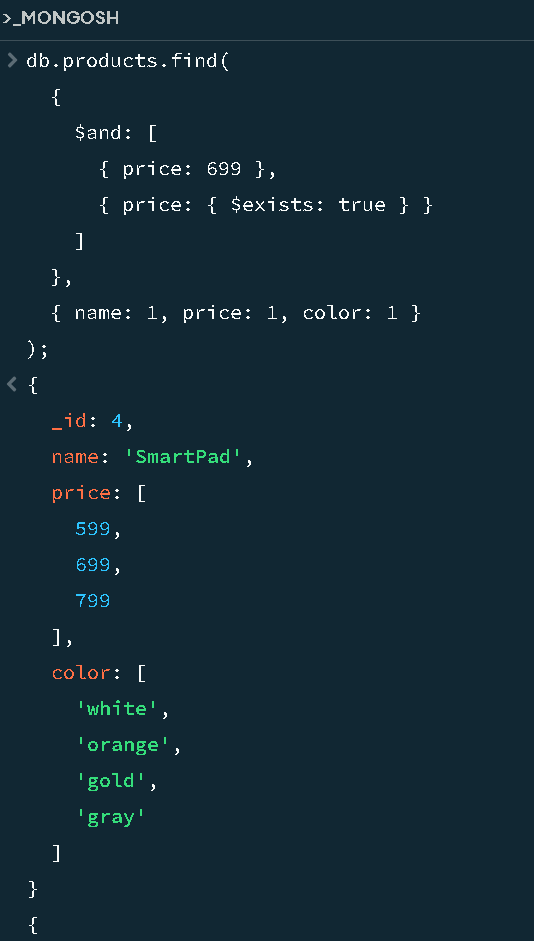 >_MONGOSH
> db.products.find(
{
$and: [
{ price: 699 },
{ price: { $exists: true } }
]
},
{ name: 1, price: 1, color: 1 }
);
< {
_id: 4,
name: 'SmartPad',
price: [
599,
699,
799
],
color: [
'white',
'orange',
'gold',
'gray'
]
}
{